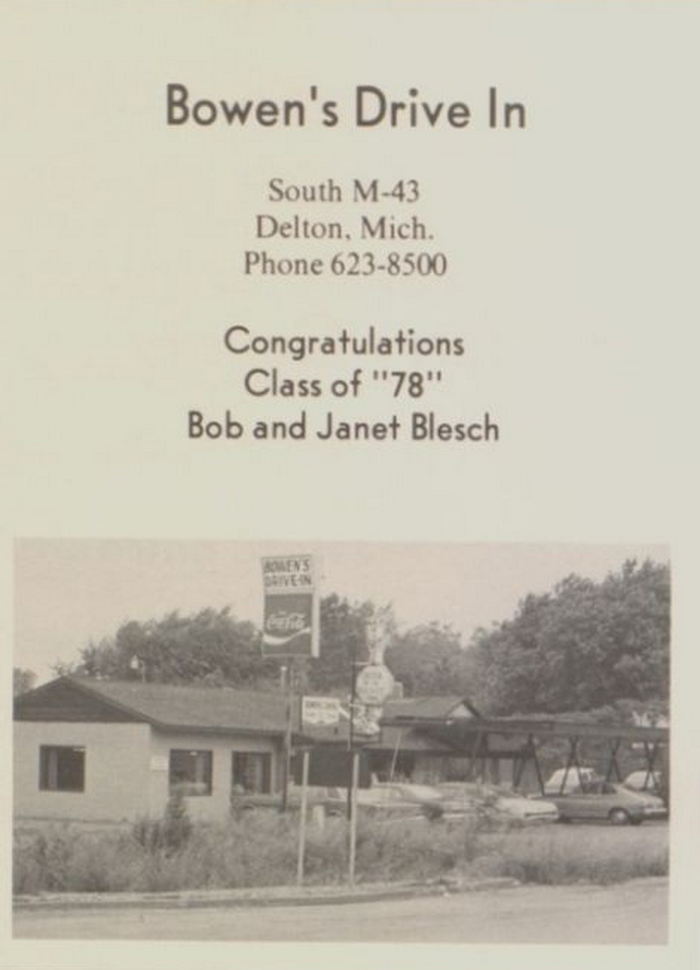 Bowen's Drive In
South M-43
Delton, Mich.
Phone 623-8500
Congratulations
Class of "78"
Bob and Janet Blesch
BOWEN'S
DRIVE-IN
Coca-Cola